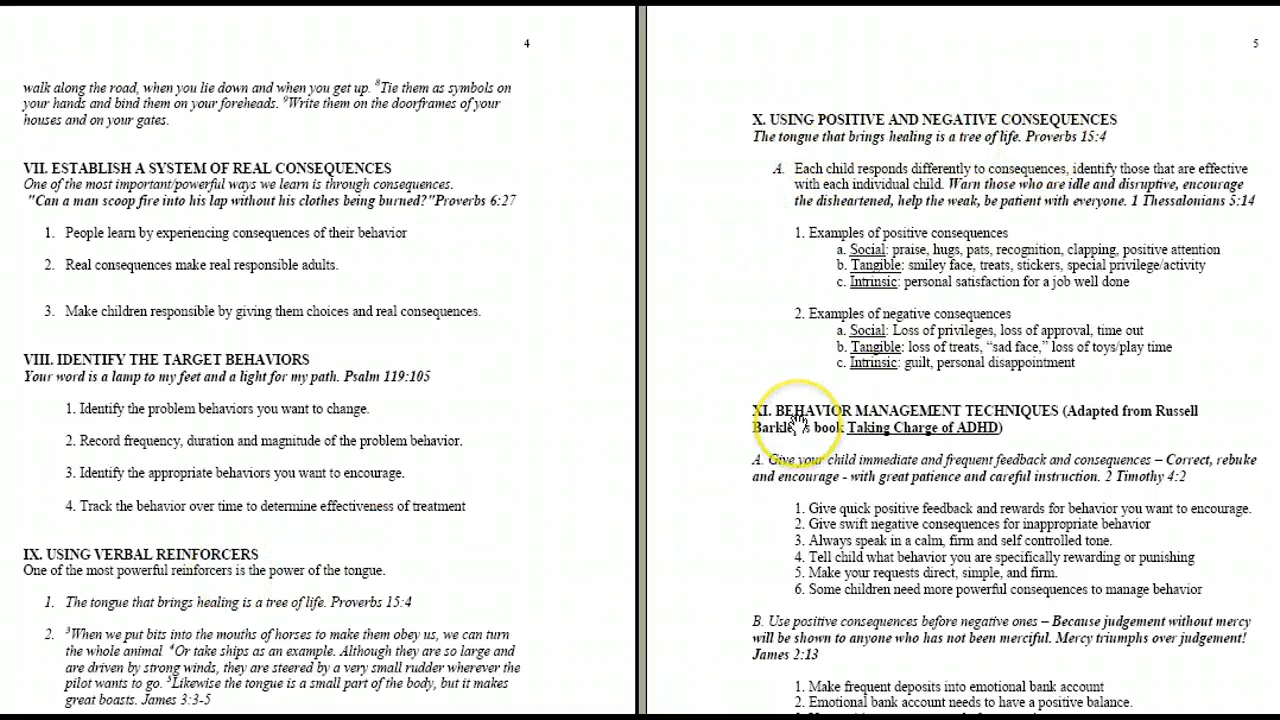 4
walk along the road, when you lie down and when you get up. 8Tie them as symbols on
your hands and bind them on your foreheads. 9Write them on the doorframes of your
houses and on your gates.
VII. ESTABLISH A SYSTEM OF REAL CONSEQUENCES
One of the most important/powerful ways we learn is through consequences.
"Can a man scoop fire into his lap without his clothes being burned?"Proverbs 6:27
1. People learn by experiencing consequences of their behavior
2. Real consequences make real responsible adults.
3. Make children responsible by giving them choices and real consequences.
VIII. IDENTIFY THE TARGET BEHAVIORS
Your word is a lamp to my feet and a light for my path. Psalm 119:105
1. Identify the problem behaviors you want to change.
2. Record frequency, duration and magnitude of the problem behavior.
3. Identify the appropriate behaviors you want to encourage.
4. Track the behavior over time to determine effectiveness of treatment
IX. USING VERBAL REINFORCERS
One of the most powerful reinforcers is the power of the tongue.
1. The tongue that brings healing is a tree of life. Proverbs 15:4
2. 3When we put bits into the mouths of horses to make them obey us, we can turn
the whole animal 4Or take ships as an example. Although they are so large and
are driven by strong winds, they are steered by a very small rudder wherever the
pilot wants to go. 5Likewise the tongue is a small part of the body, but it makes
great boasts. James 3:3-5
5
X. USING POSITIVE AND NEGATIVE CONSEQUENCES
The tongue that brings healing is a tree of life. Proverbs 15:4
A. Each child responds differently to consequences, identify those that are effective
with each individual child. Warn those who are idle and disruptive, encourage
the disheartened, help the weak, be patient with everyone. 1 Thessalonians 5:14
1. Examples of positive consequences
a. Social: praise, hugs, pats, recognition, clapping, positive attention
b. Tangible: smiley face, treats, stickers, special privilege/activity
c. Intrinsic: personal satisfaction for a job well done
2. Examples of negative consequences
a. Social: Loss of privileges, loss of approval, time out
b. Tangible: loss of treats, “sad face,” loss of toys/play time
c. Intrinsic: guilt, personal disappointment
XI. BEHAVIOR MANAGEMENT TECHNIQUES (Adapted from Russell
book Taking Charge of ADHD)
A. Give your child immediate and frequent feedback and consequences – Correct, rebuke
and encourage - with great patience and careful instruction. 2 Timothy 4:2
1. Give quick positive feedback and rewards for behavior you want to encourage.
2. Give swift negative consequences for inappropriate behavior
3. Always speak in a calm, firm and self controlled tone.
4. Tell child what behavior you are specifically rewarding or punishing
5. Make your requests direct, simple, and firm.
6. Some children need more powerful consequences to manage behavior
B. Use positive consequences before negative ones – Because judgement without mercy
will be shown to anyone who has not been merciful. Mercy triumphs over judgement!
James 2:13
1. Make frequent deposits into emotional bank account
2. Emotional bank account needs to have a positive balance.